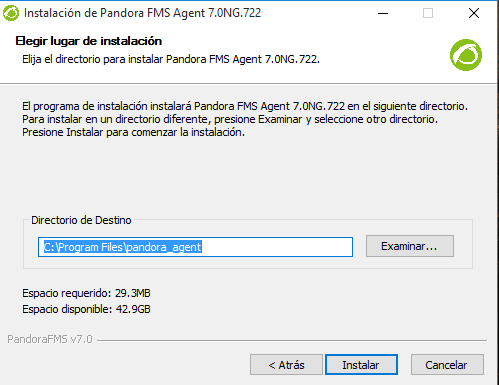 Instalación de Pandora FMS Agent 7.0NG.722
Elegir lugar de instalación
Elija el directorio para instalar Pandora FMS Agent 7.0NG.722.
El programa de instalación instalará Pandora FMS Agent 7.0NG.722 en el siguiente directorio.
Para instalar en un directorio diferente, presione Examinar y seleccione otro directorio.
Presione Instalar para comenzar la instalación.
Directorio de Destino
C:\Program Files\pandora_agent
Examinar...
Espacio requerido: 29.3MB
Espacio disponible: 42.9GB
PandoraFMS v7.0
< Atrás
Instalar
Cancelar